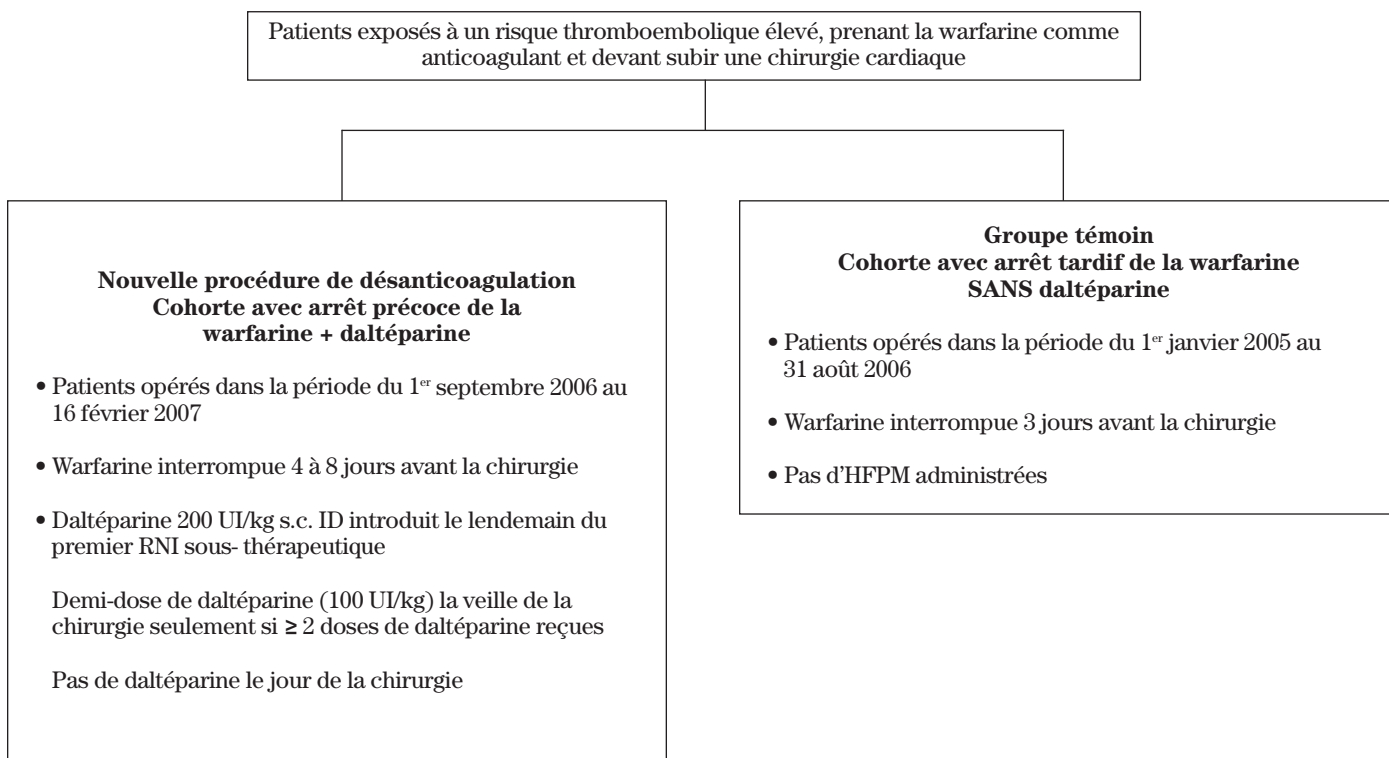 Patients exposés à un risque thromboembolique élevé, prenant la warfarine comme
anticoagulant et devant subir une chirurgie cardiaque
Nouvelle procédure de désanticoagulation
Cohorte avec arrêt précoce de la
warfarine + daltéparine
• Patients opérés dans la période du 1er septembre 2006 au
16 février 2007
• Warfarine interrompue 4 à 8 jours avant la chirurgie
• Daltéparine 200 UI/kg s.c. ID introduit le lendemain du
premier RNI sous- thérapeutique
Demi-dose de daltéparine (100 UI/kg) la veille de la
chirurgie seulement si ≥ 2 doses de daltéparine reçues
Pas de daltéparine le jour de la chirurgie
Groupe témoin
Cohorte avec arrêt tardif de la warfarine
SANS daltéparine
• Patients opérés dans la période du 1er janvier 2005 au
31 août 2006
• Warfarine interrompue 3 jours avant la chirurgie
• Pas d'HFPM administrées